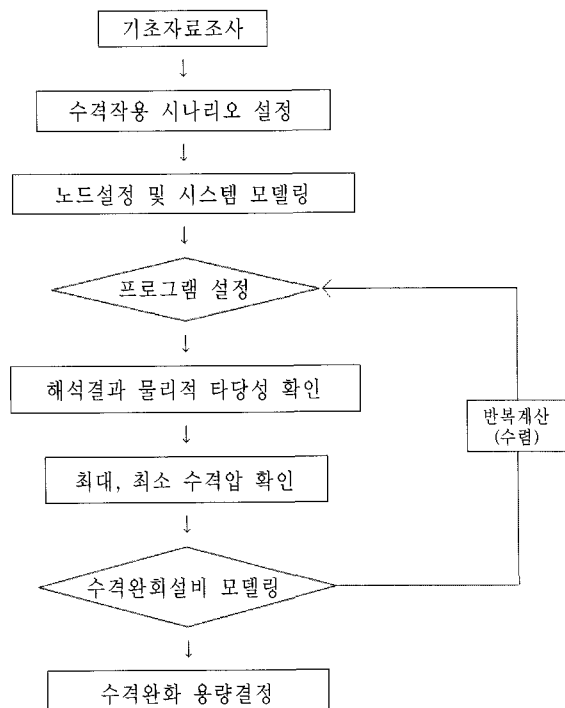 기초자료조사
↓
수격작용 시나리오 설정
↓
노드설정 및 시스템 모델링
↓
프로그램 설정
↓
해석결과 물리적 타당성 확인
반복계산
(수렴)
↓
최대, 최소 수격압 확인
↓
수격완회설비 모델링
↓
수격완화 용량결정